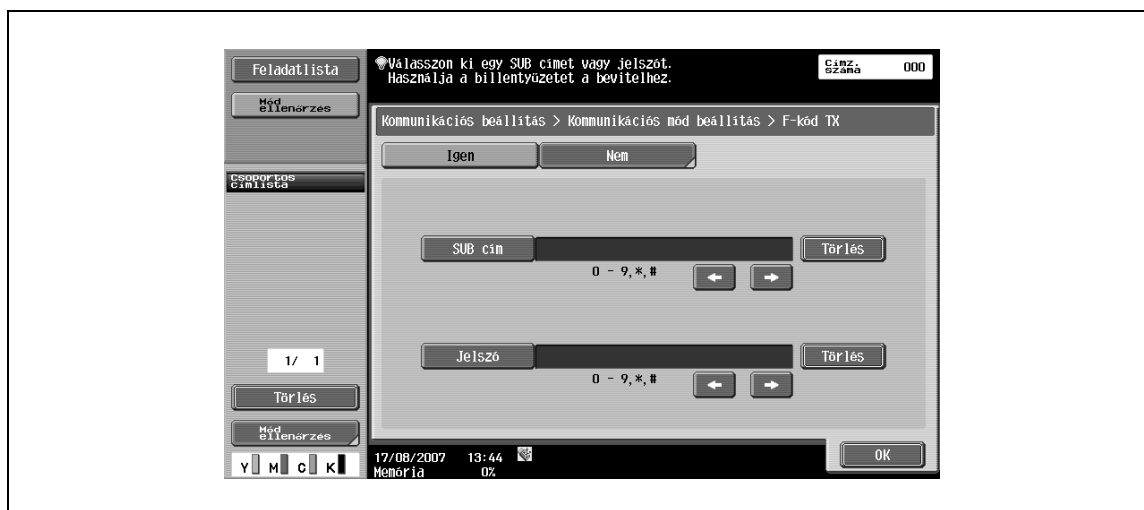 Feladatlista
Mód
ellenőrzés
Válasszon ki egy SUB címet vagy jelszót.
Használja a billentyűzetet a bevitelhez.
Címz.
száma 000
Kommunikációs beállítás > Kommunikációs mód beállítás > F-kód TX
Igen Nem
Csoportos
címlista
SUB cím Törlés
0 - 9,*,# ← →
1/ 1
Jelszó Törlés
0 - 9,*,# ← →
Törlés
Mód
ellenőrzés
Y M C K
17/08/2007 13:44
Memória 0%
OK